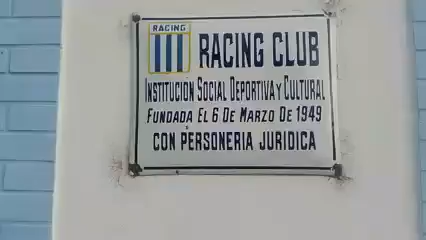 RACING
RACING CLUB
INSTITUCION SOCIAL DEPORTIVA Y CULTURAL
FUNDADA EL 6 DE MARZO DE 1949
CON PERSONERIA JURIDICA